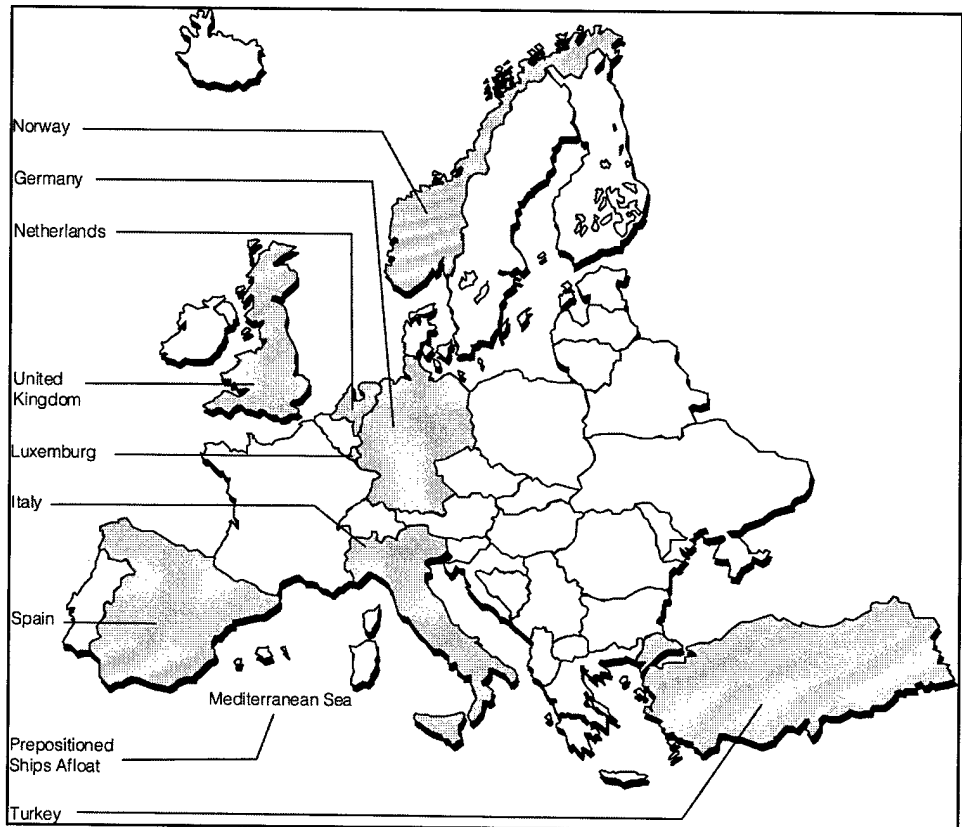 Norway
Germany
Netherlands
United
Kingdom
Luxemburg
Italy
Spain
Mediterranean Sea
Prepositioned
Ships Afloat
Turkey